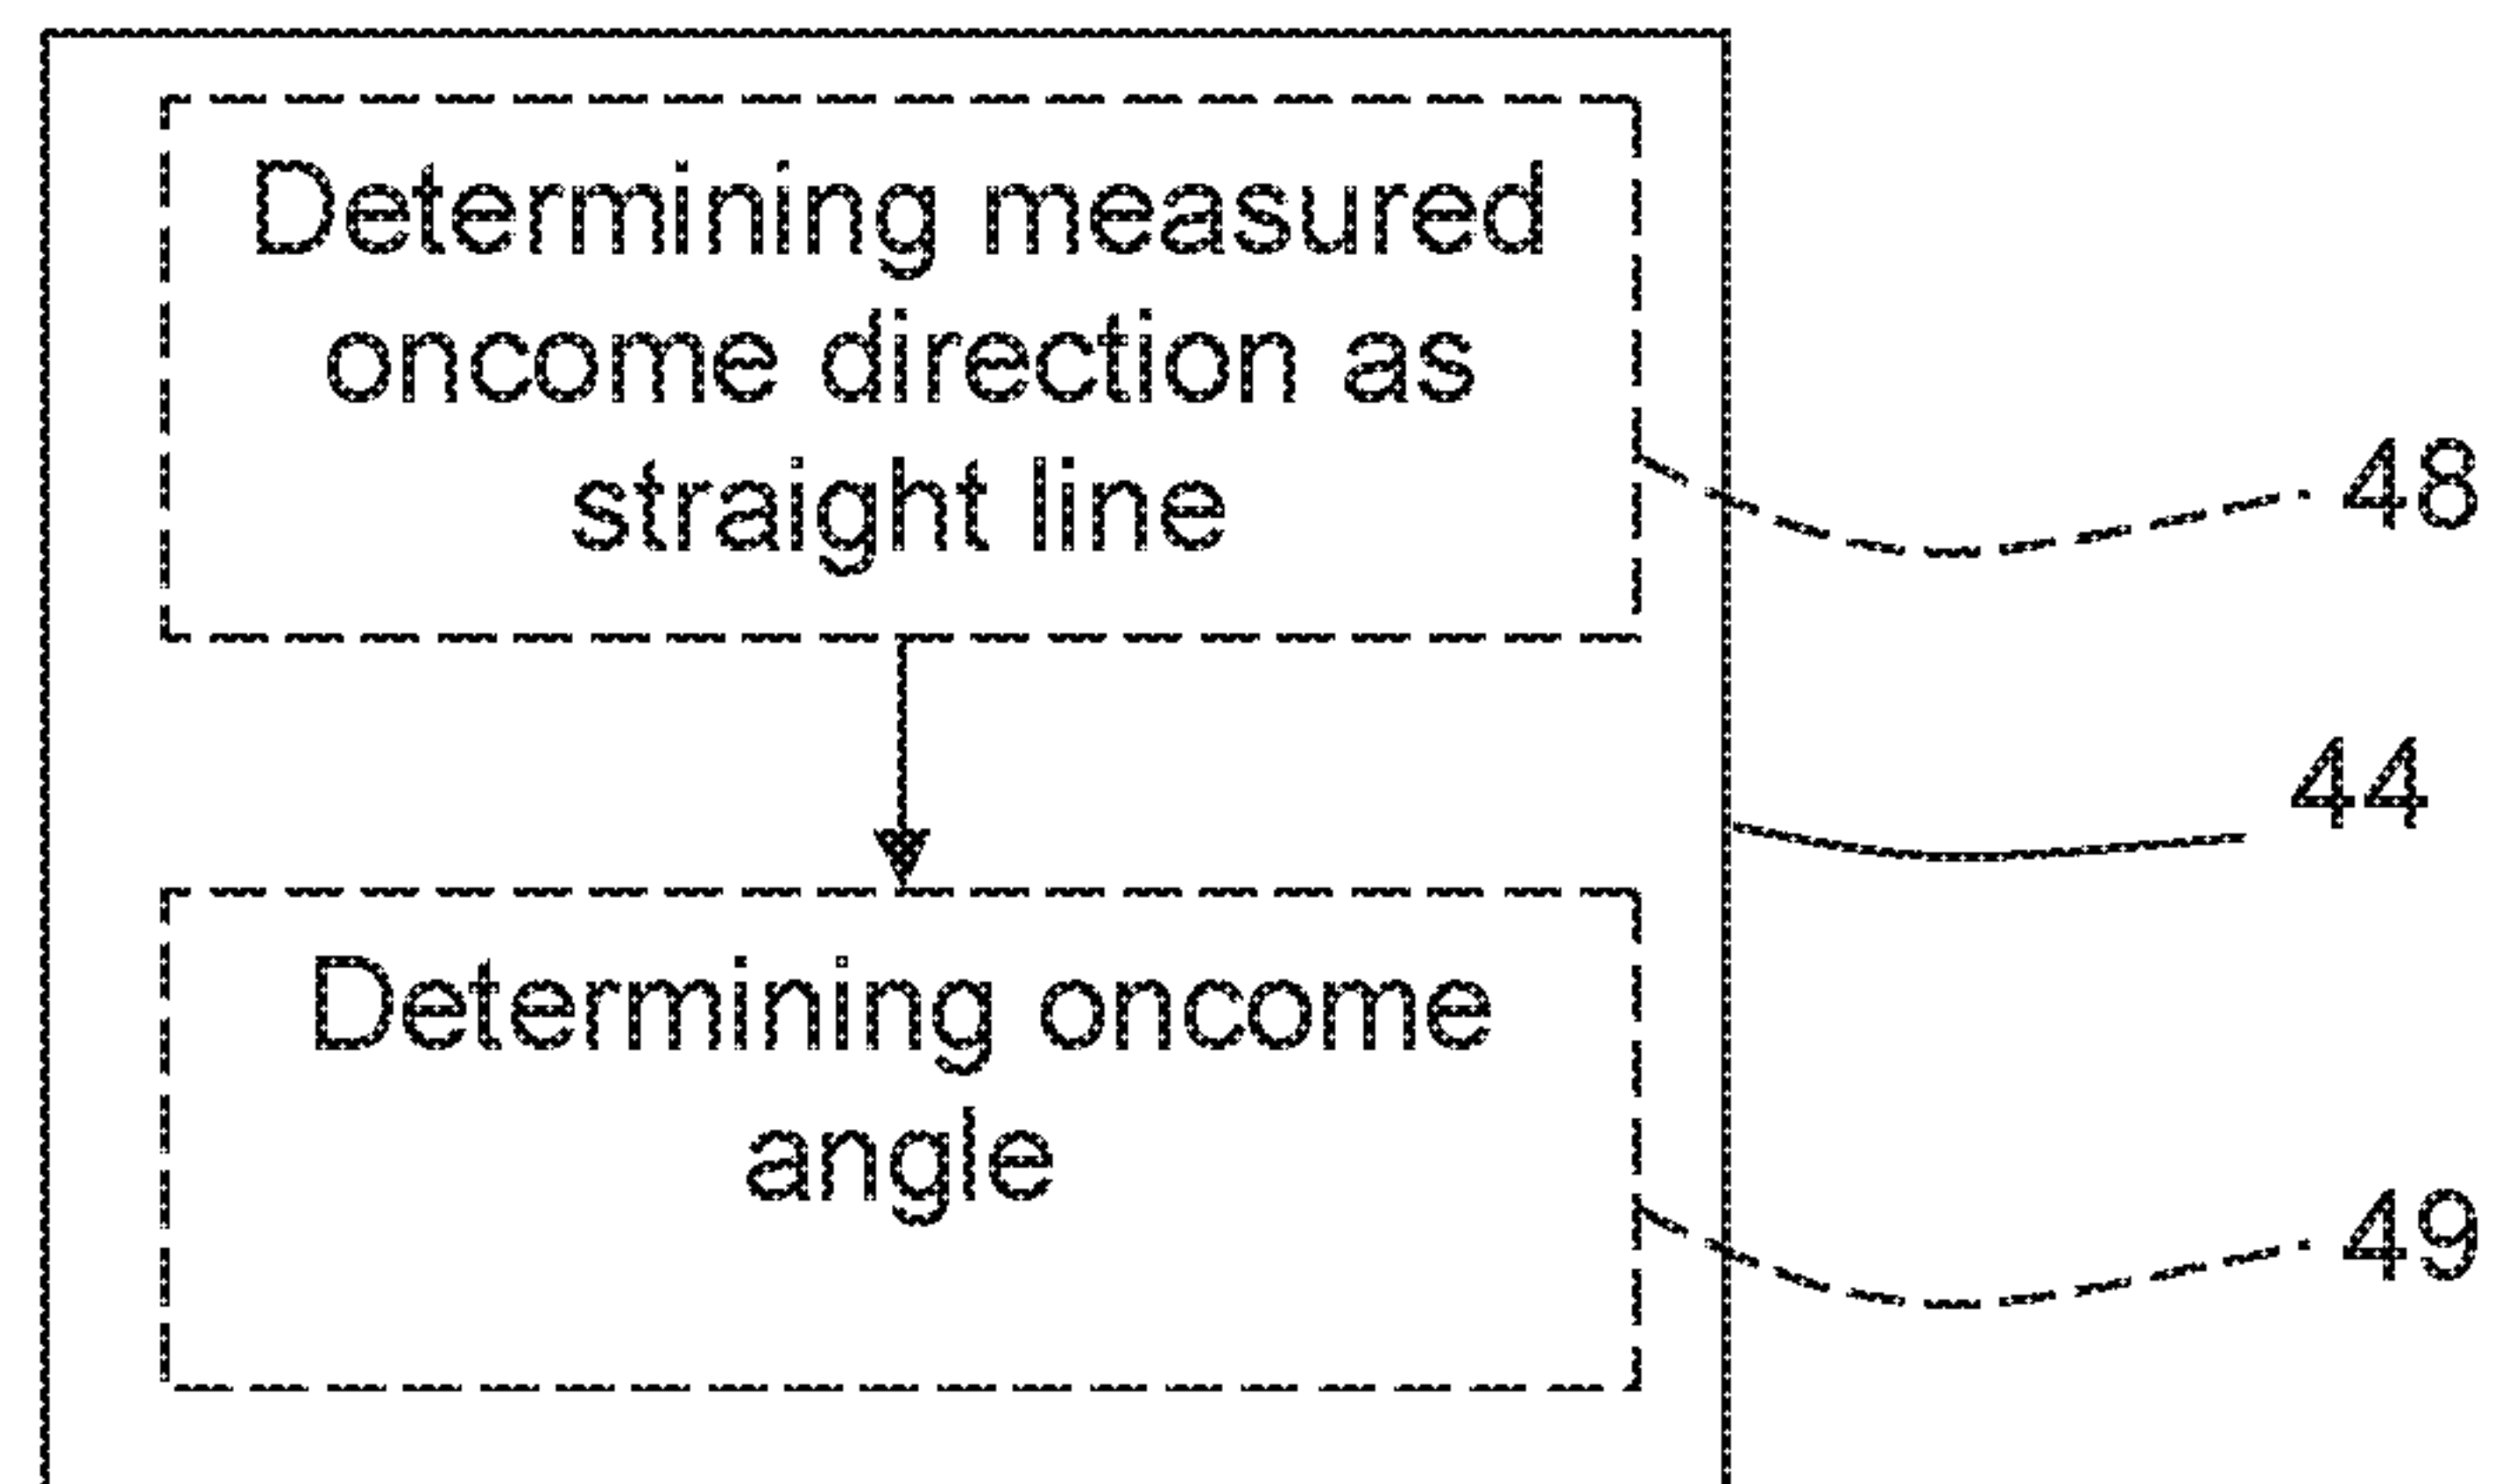 Determining measured
oncome direction as
straight line
48
44
Determining oncome
angle
49